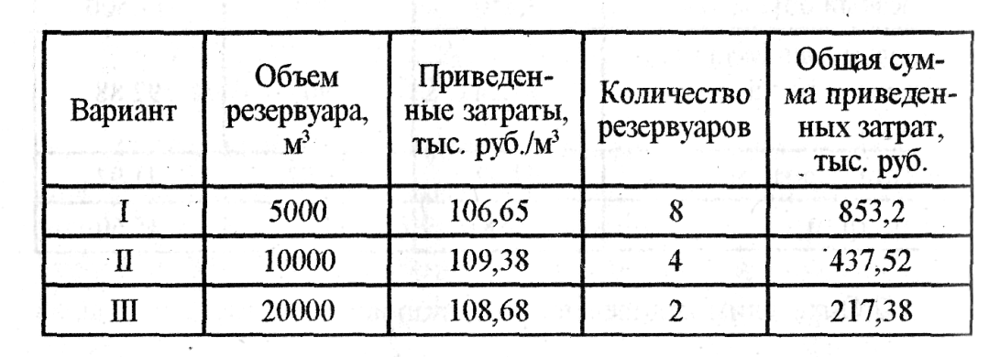 Вариант
Объем
резервуара,
м³
Приведен-
ные затраты,
тыс. руб./м³
Количество
резервуаров
Общая сум-
ма приведен-
ных затрат,
тыс. руб.
I 5000 106,65 8 853,2
II 10000 109,38 4 437,52
III 20000 108,68 2 217,38